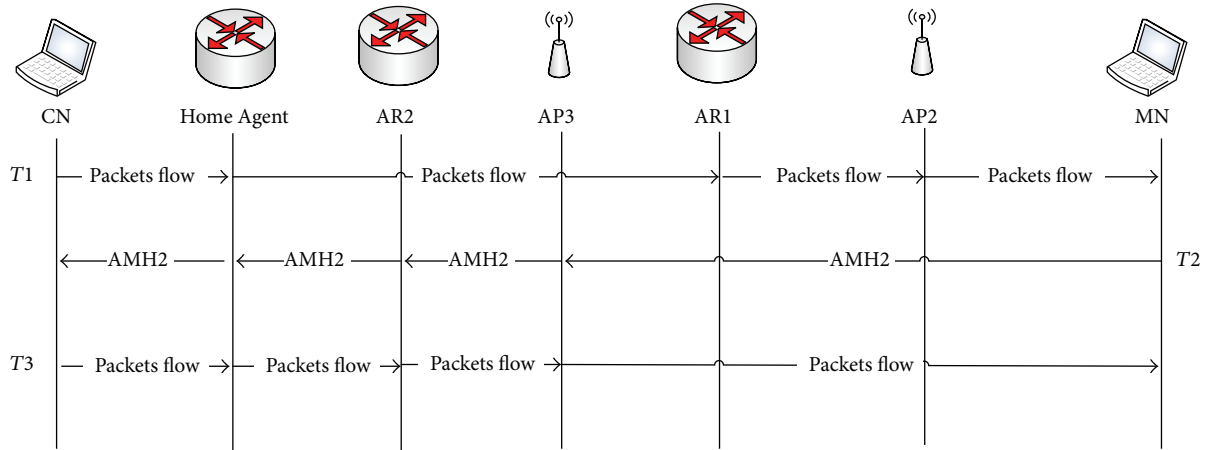 CN
Home Agent
AR2
AP3
AR1
AP2
MN
T1
Packets flow
Packets flow
Packets flow
Packets flow
AMH2
AMH2
AMH2
AMH2
T2
T3
Packets flow
Packets flow
Packets flow
Packets flow